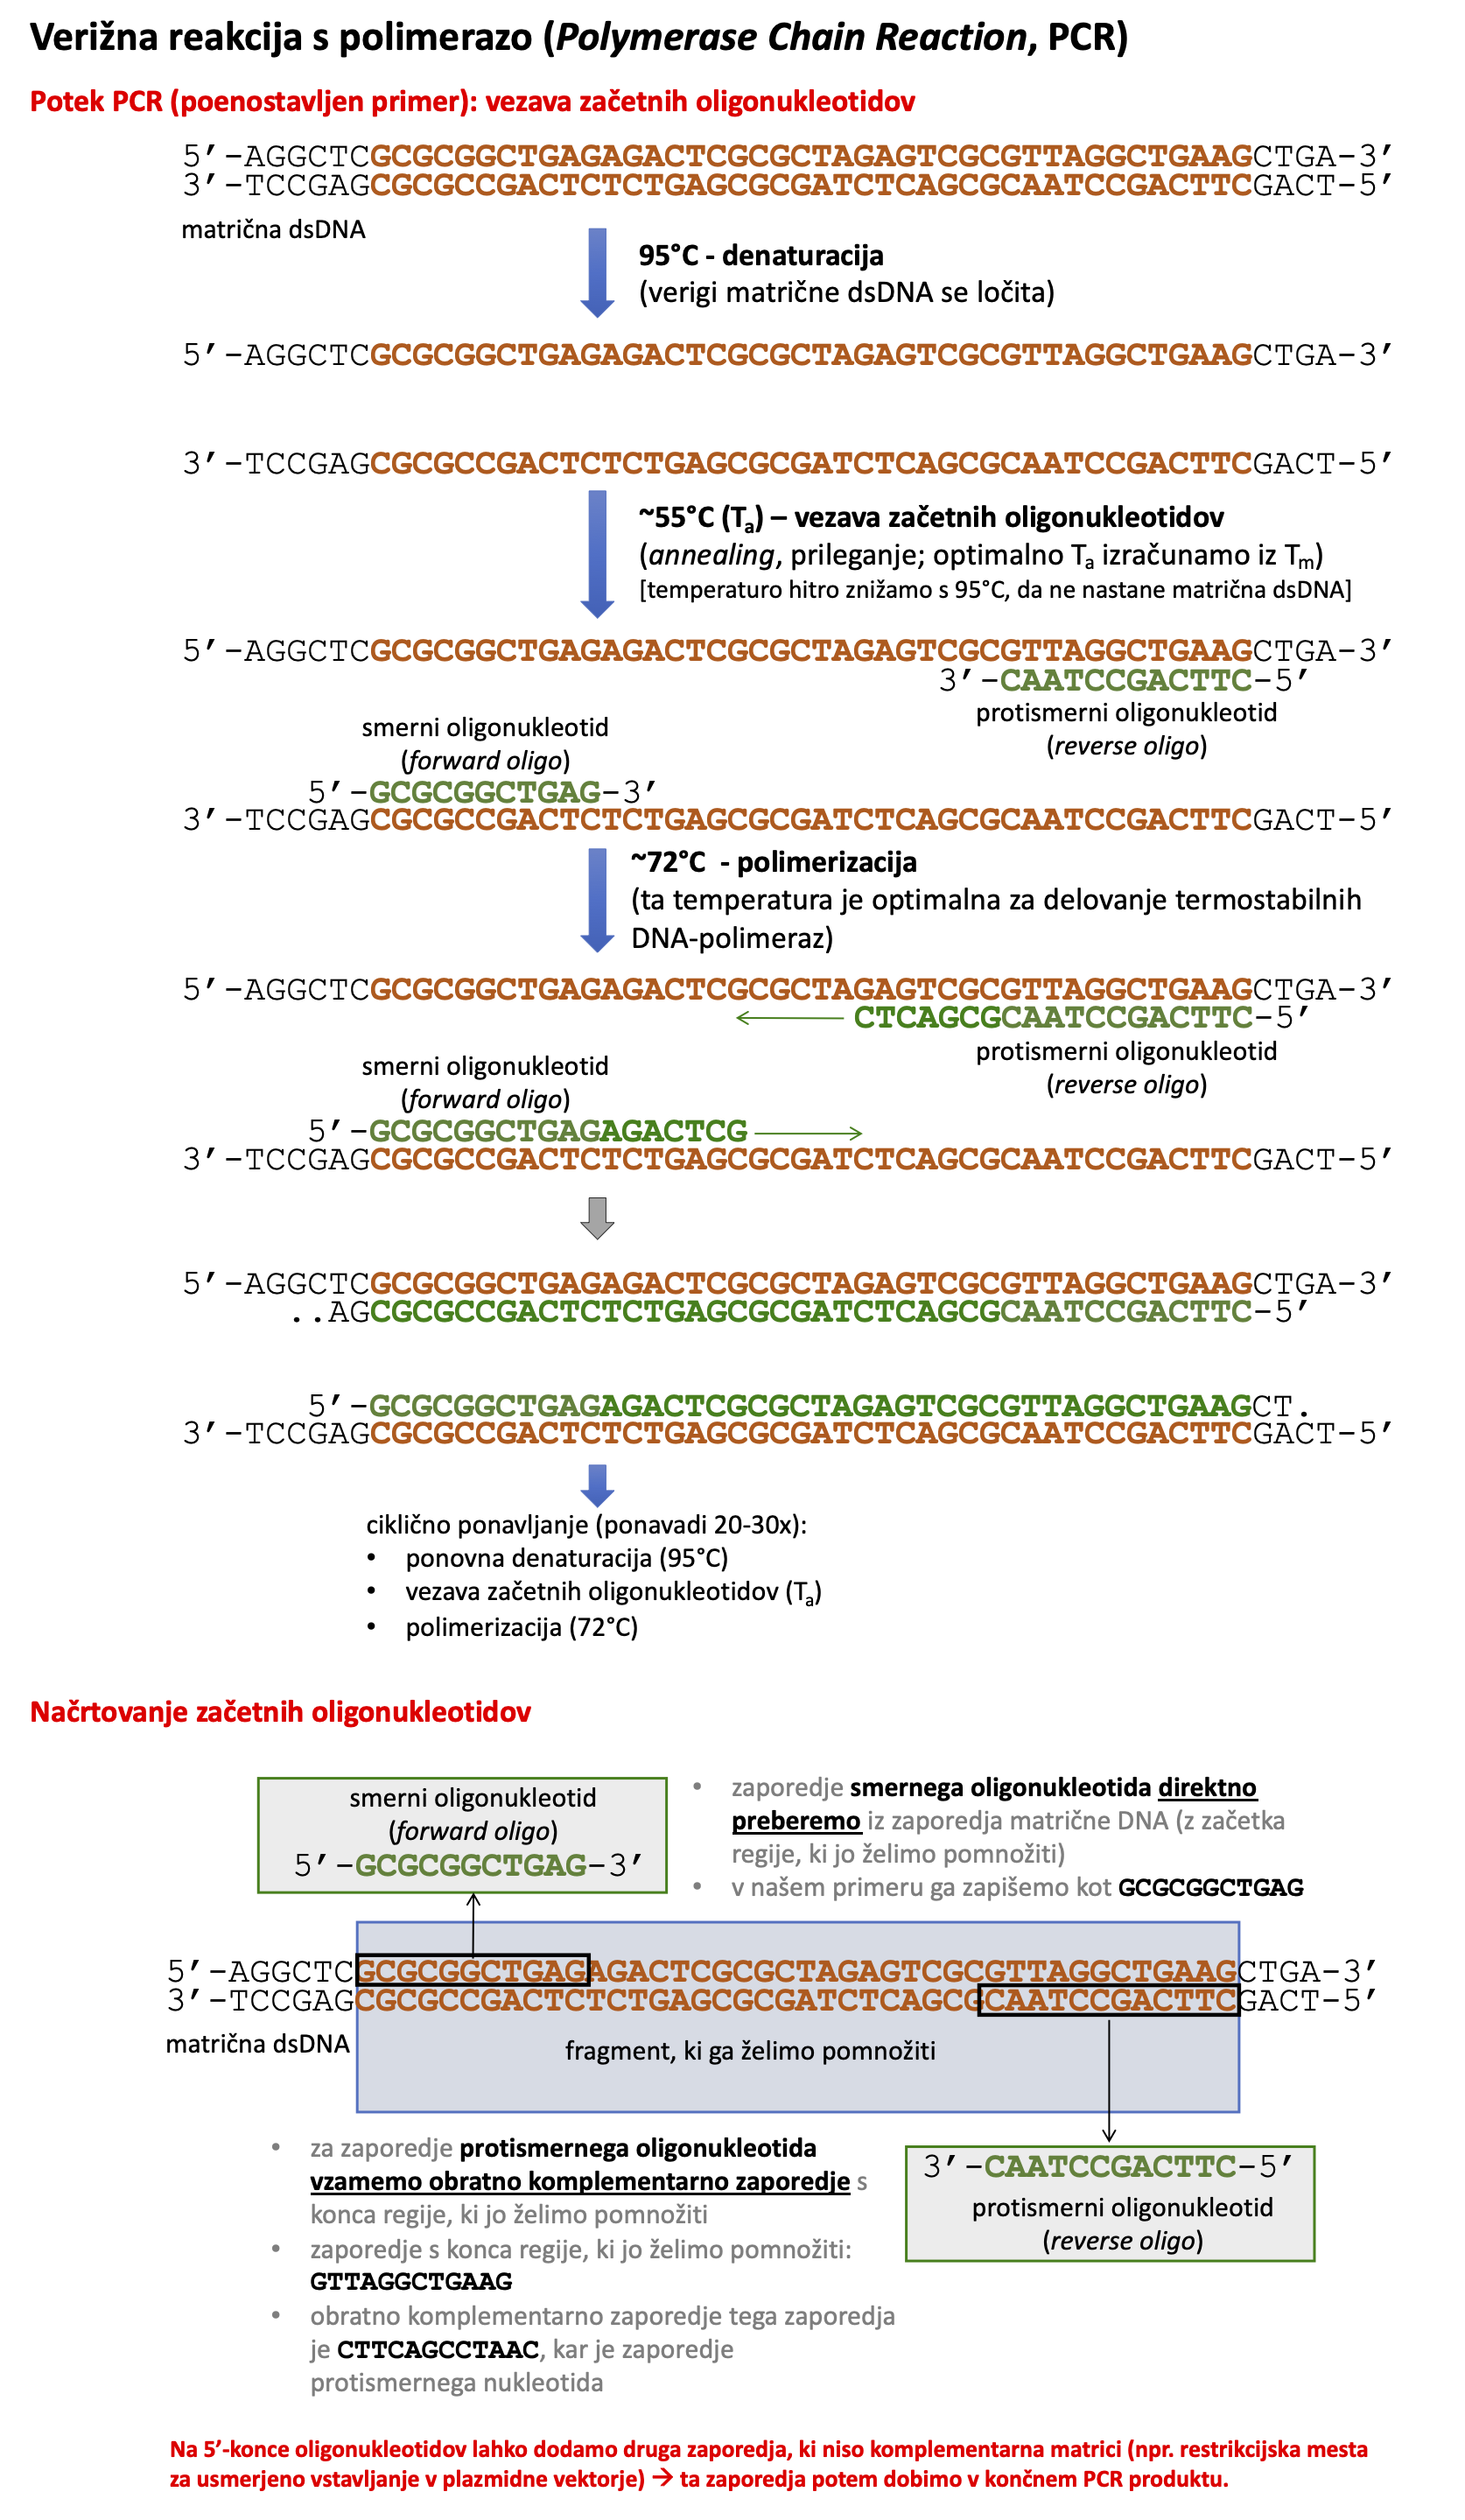 Verižna reakcija s polimerazo (Polymerase Chain Reaction, PCR)
Potek PCR (poenostavljen primer): vezava začetnih oligonukleotidov
5’-AGGCTCGCGCGGCTGAGAGACTCGCGCTAGAGTCGCGTTAGGCTGAAGCTGA-3’
3’-TCCGAGCGCGCCGACTCTCTGAGCGCGATCTCAGCGCAATCCGACTTCGACT-5’
matrična dsDNA
95°C - denaturacija
(verigi matrične dsDNA se ločita)
5’-AGGCTCGCGCGGCTGAGAGACTCGCGCTAGAGTCGCGTTAGGCTGAAGCTGA-3’
3’-TCCGAGCGCGCCGACTCTCTGAGCGCGATCTCAGCGCAATCCGACTTCGACT-5’
~55°C (Ta) – vezava začetnih oligonukleotidov
(annealing, prileganje; optimalno Ta izračunamo iz Tm)
[temperaturo hitro znižamo s 95°C, da ne nastane matrična dsDNA]
5’-AGGCTCGCGCGGCTGAGAGACTCGCGCTAGAGTCGCGTTAGGCTGAAGCTGA-3’
3’-CAATCCGACTTC-5’
protismerni oligonukleotid
(reverse oligo)
smerni oligonukleotid
(forward oligo)
5’-GCGCGGCTGAG-3’
3’-TCCGAGCGCGCCGACTCTCTGAGCGCGATCTCAGCGCAATCCGACTTCGACT-5’
~72°C - polimerizacija
(ta temperatura je optimalna za delovanje termostabilnih
DNA-polimeraz)
5’-AGGCTCGCGCGGCTGAGAGACTCGCGCTAGAGTCGCGTTAGGCTGAAGCTGA-3’
CTCAGCGCAATCCGACTTC-5’
protismerni oligonukleotid
(reverse oligo)
smerni oligonukleotid
(forward oligo)
5’-GCGCGGCTGAGAGACTCG
3’-TCCGAGCGCGCCGACTCTCTGAGCGCGATCTCAGCGCAATCCGACTTCGACT-5’
5’-AGGCTCGCGCGGCTGAGAGACTCGCGCTAGAGTCGCGTTAGGCTGAAGCTGA-3’
..AGCGCGCCGACTCTCTGAGCGCGATCTCAGCGCAATCCGACTTC-5’
5’-GCGCGGCTGAGAGACTCGCGCTAGAGTCGCGTTAGGCTGAAGCT.
3’-TCCGAGCGCGCCGACTCTCTGAGCGCGATCTCAGCGCAATCCGACTTCGACT-5’
ciklično ponavljanje (ponavadi 20-30x):
• ponovna denaturacija (95°C)
• vezava začetnih oligonukleotidov (Ta)
• polimerizacija (72°C)
Načrtovanje začetnih oligonukleotidov
smerni oligonukleotid
(forward oligo)
5’-GCGCGGCTGAG-3’
• zaporedje smernega oligonukleotida direktno
preberemo iz zaporedja matrične DNA (z začetka
regije, ki jo želimo pomnožiti)
• v našem primeru ga zapišemo kot GCGCGGCTGAG
5’-AGGCTCGCGCGGCTGAGAGACTCGCGCTAGAGTCGCGTTAGGCTGAAGCTGA-3’
3’-TCCGAGCGCGCCGACTCTCTGAGCGCGATCTCAGCGCAATCCGACTTCGACT-5’
matrična dsDNA
fragment, ki ga želimo pomnožiti
• za zaporedje protismernega oligonukleotida
vzamemo obratno komplementarno zaporedje s
konca regije, ki jo želimo pomnožiti
• zaporedje s konca regije, ki jo želimo pomnožiti:
GTTAGGCTGAAG
• obratno komplementarno zaporedje tega zaporedja
je CTTCAGCCTAAC, kar je zaporedje
protismernega nukleotida
3’-CAATCCGACTTC-5’
protismerni oligonukleotid
(reverse oligo)
Na 5’-konce oligonukleotidov lahko dodamo druga zaporedja, ki niso komplementarna matrici (npr. restrikcijska mesta
za usmerjeno vstavljanje v plazmidne vektorje) → ta zaporedja potem dobimo v končnem PCR produktu.